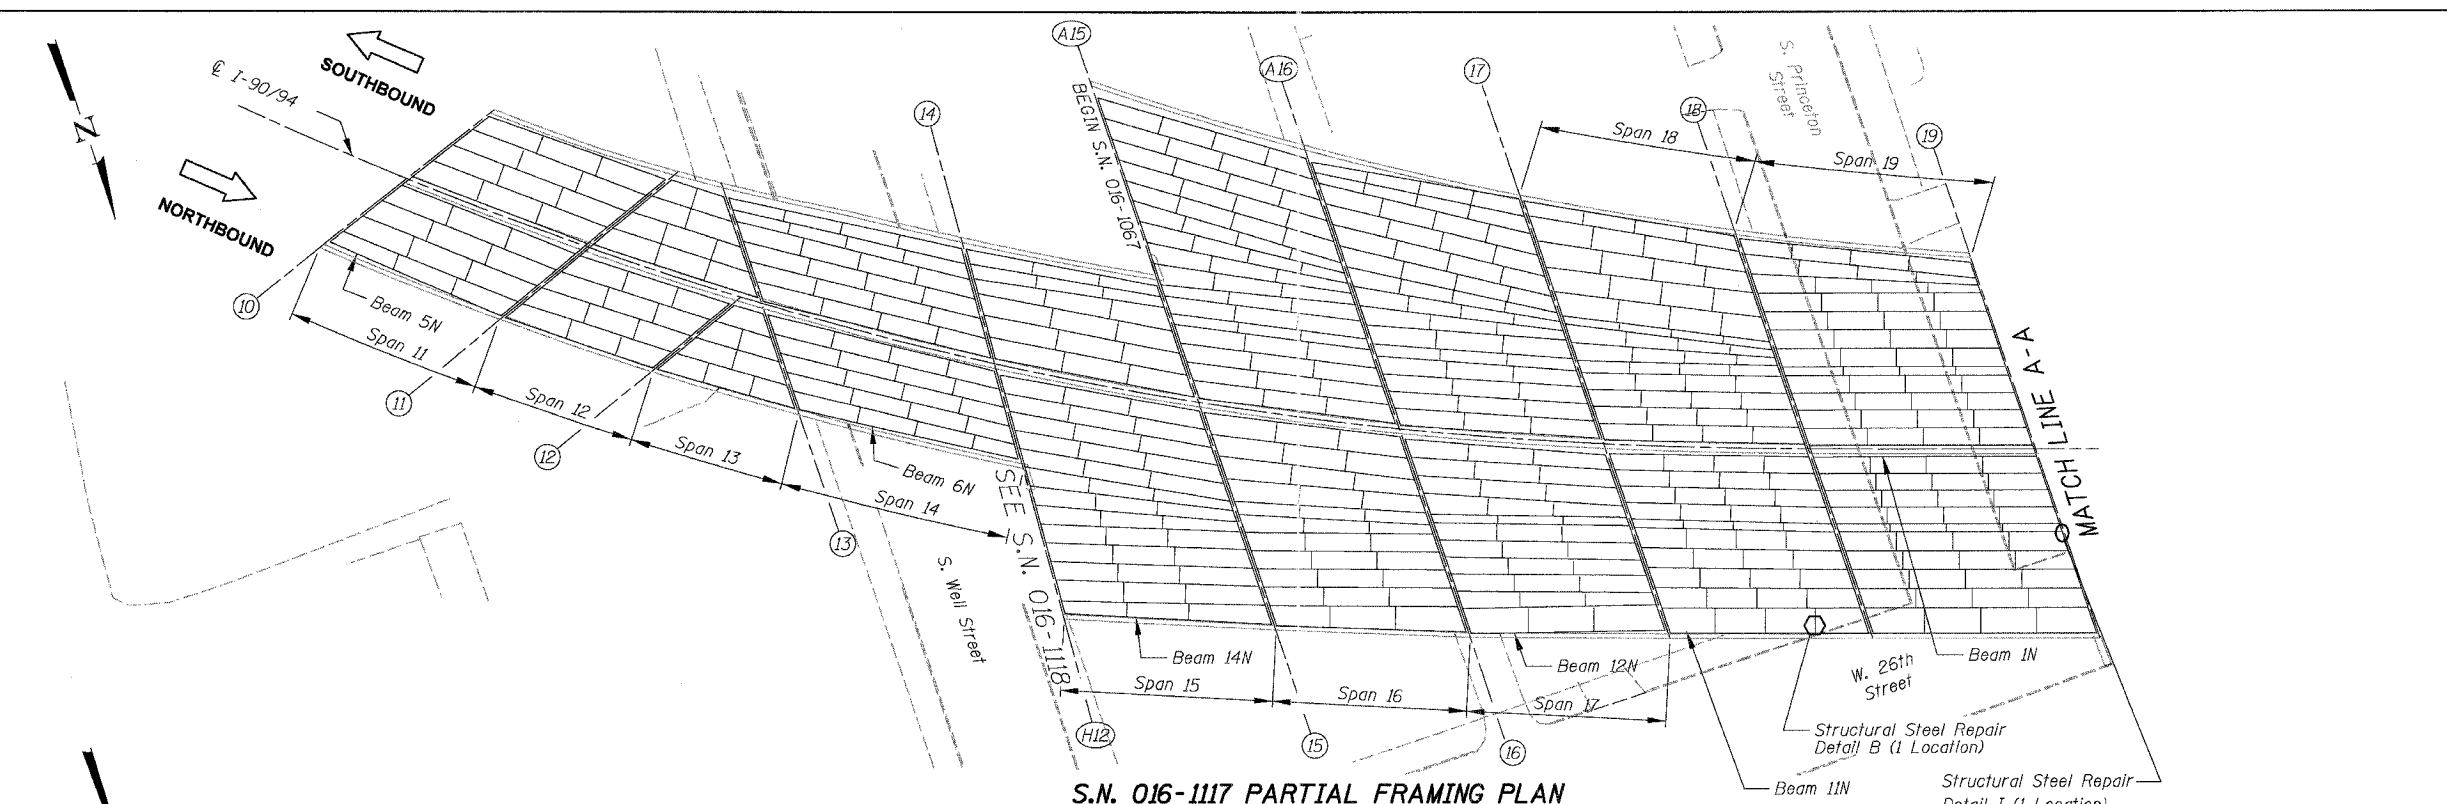 SOUTHBOUND
℄ I-90/94
N
NORTHBOUND
A15
A16
17
S. Princeton
Street
14
18
19
Span 18
Span 19
BEGIN S.N. 016-1067
10
Beam 5N
Span 11
11
Span 12
12
Span 13
Beam 6N
Span 14
13
S. Well Street
SEE S.N. 016-1118
MATCH LINE A-A
Beam 14N
Span 15
Span 16
Beam 12N
Span 17
W. 26th
Street
Beam 1N
H12
15
16
Structural Steel Repair
Detail B (1 Location)
Beam 11N
Structural Steel Repair
Detail I (1 Location)
S.N. 016-1117 PARTIAL FRAMING PLAN